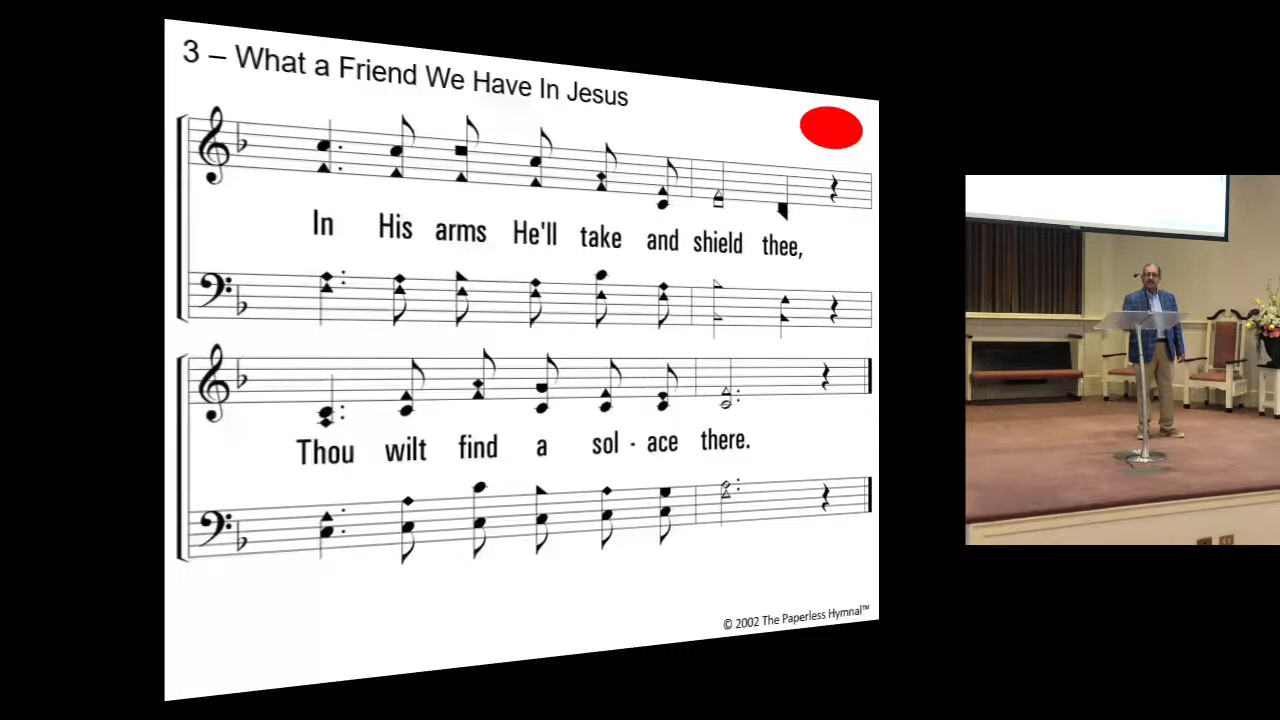 3 – What a Friend We Have In Jesus
In His arms He'll take and shield thee,
Thou wilt find a sol - ace there.
© 2002 The Paperless Hymnal™